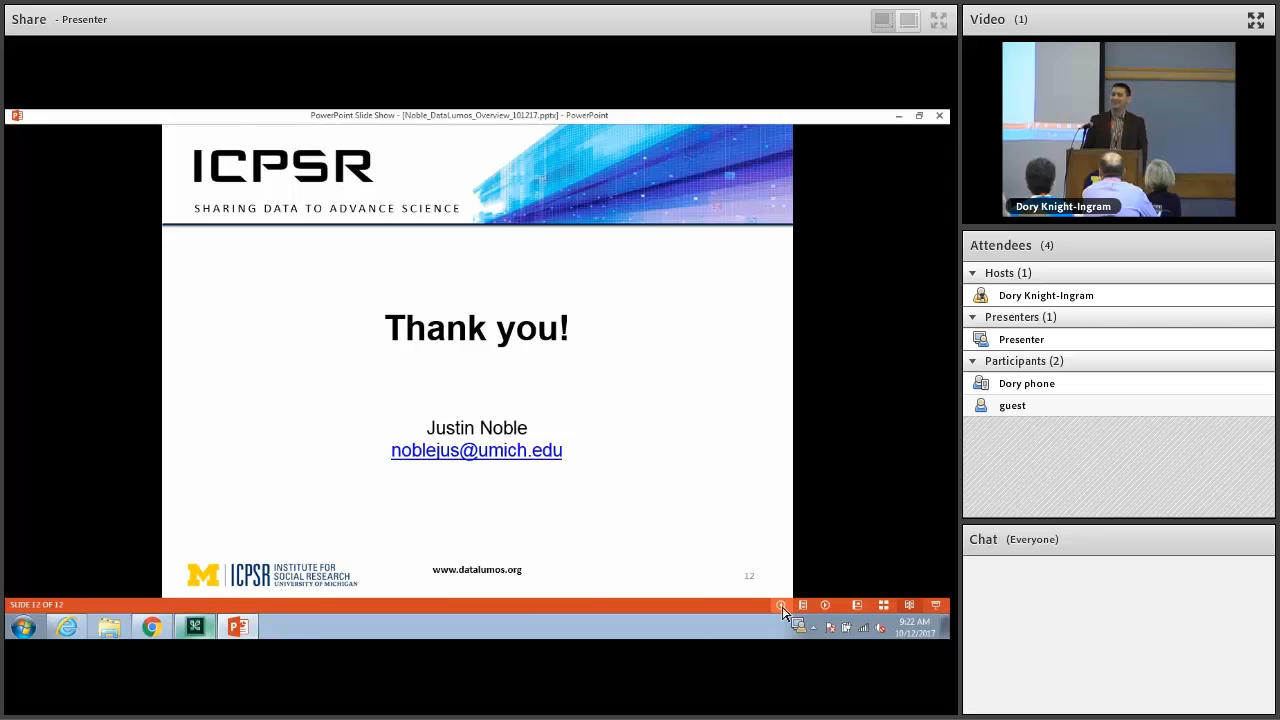 Share - Presenter
PowerPoint Slide Show - [Noble_DataLumos_Overview_101217.pptx] - PowerPoint
ICPSR
SHARING DATA TO ADVANCE SCIENCE
Thank you!
Justin Noble
noblejus@umich.edu
M ICPSR INSTITUTE FOR
SOCIAL RESEARCH
UNIVERSITY OF MICHIGAN
www.datalumos.org
12
SLIDE 12 OF 12
9:22 AM
10/12/2017
Video (1)
Dory Knight-Ingram
Attendees (4)
Hosts (1)
Dory Knight-Ingram
Presenters (1)
Presenter
Participants (2)
Dory phone
guest
Chat (Everyone)